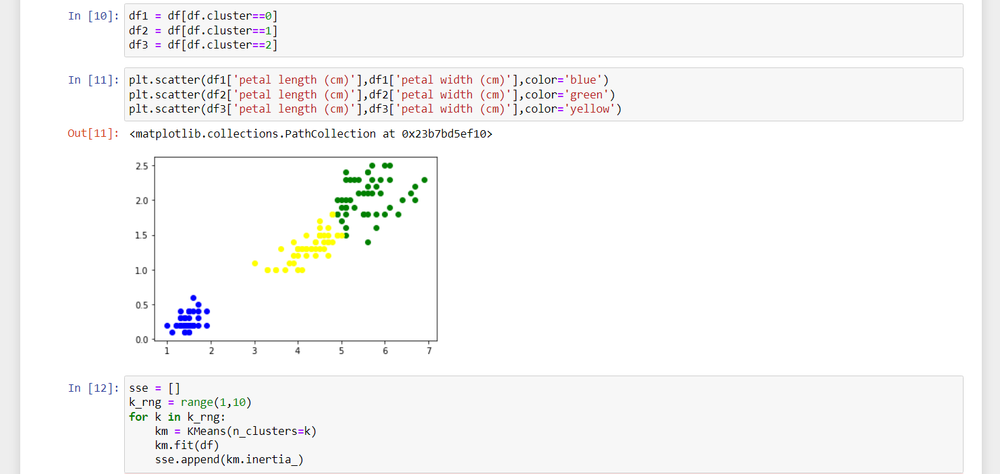 In [10]: df1 = df[df.cluster==0]
df2 = df[df.cluster==1]
df3 = df[df.cluster==2]
In [11]: plt.scatter(df1['petal length (cm)'],df1['petal width (cm)'],color='blue')
plt.scatter(df2['petal length (cm)'],df2['petal width (cm)'],color='green')
plt.scatter(df3['petal length (cm)'],df3['petal width (cm)'],color='yellow')
Out[11]: <matplotlib.collections.PathCollection at 0x23b7bd5ef10>
2.5
2.0
1.5
1.0
0.5
0.0
1 2 3 4 5 6 7
In [12]: sse = []
k_rng = range(1,10)
for k in k_rng:
    km = KMeans(n_clusters=k)
    km.fit(df)
    sse.append(km.inertia_)